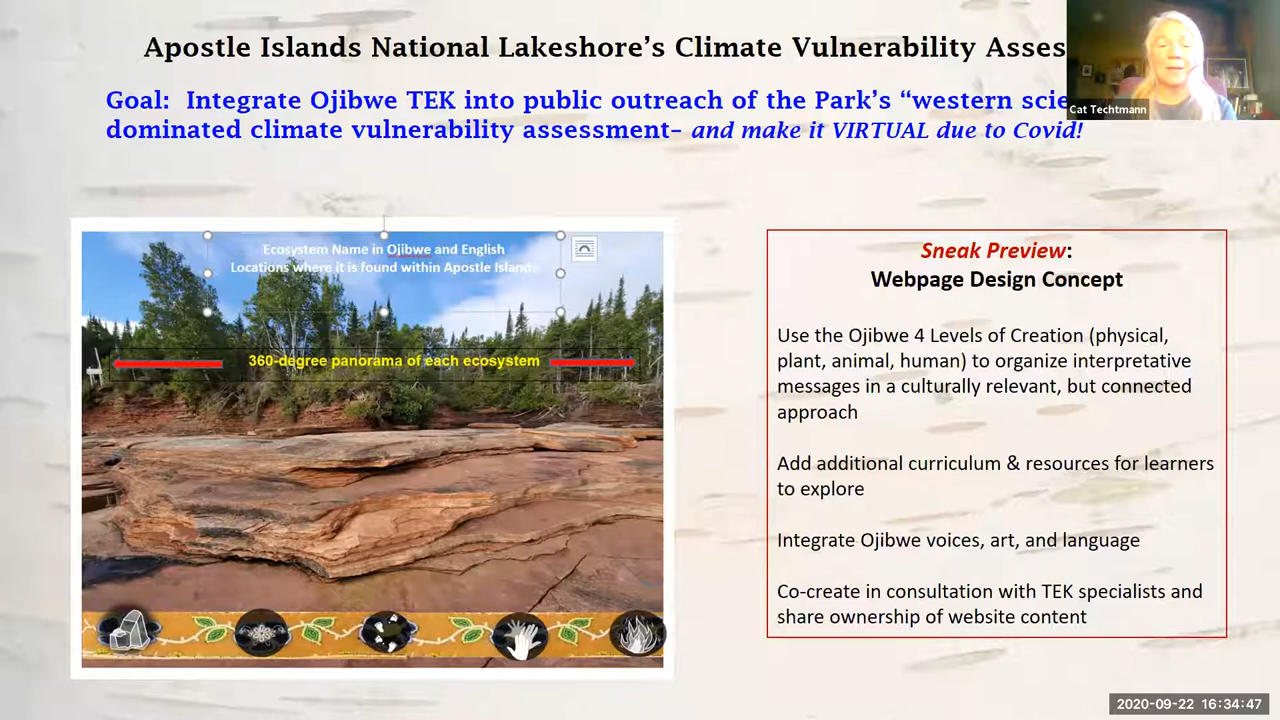 Apostle Islands National Lakeshore's Climate Vulnerability Asses
Goal: Integrate Ojibwe TEK into public outreach of the Park's "western scie
dominated climate vulnerability assessment– and make it VIRTUAL due to Covid!
Cat Techtmann
Ecosystem Name in Ojibwe and English
Locations where it is found within Apostle Island
360-degree panorama of each ecosystem
Sneak Preview:
Webpage Design Concept
Use the Ojibwe 4 Levels of Creation (physical,
plant, animal, human) to organize interpretative
messages in a culturally relevant, but connected
approach
Add additional curriculum & resources for learners
to explore
Integrate Ojibwe voices, art, and language
Co-create in consultation with TEK specialists and
share ownership of website content
2020-09-22 16:34:47